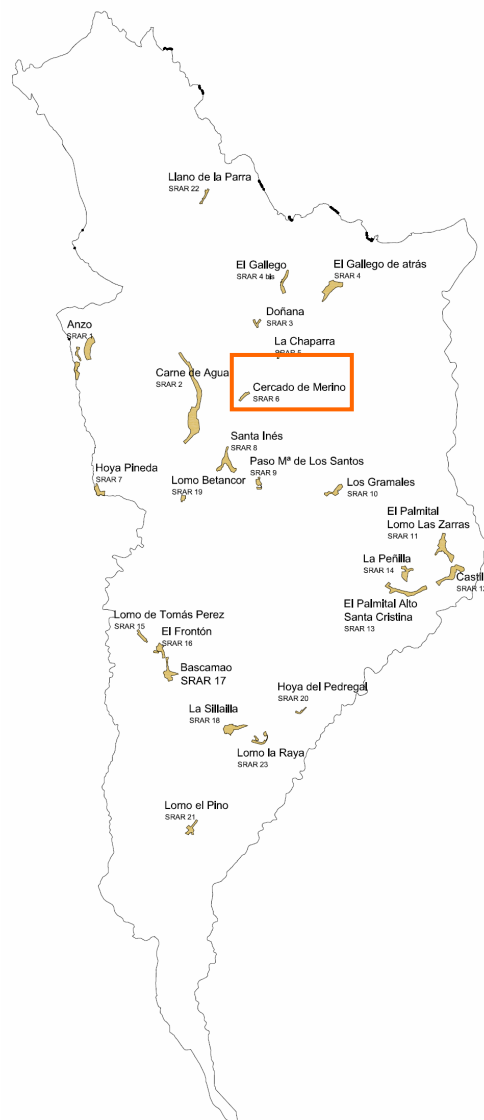 Llano de la Parra
SRAR 22
El Gallego
SRAR 4 bis
El Gallego de atrás
SRAR 4
Doñana
SRAR 3
Anzo
SRAR 1
La Chaparra
SRAR 5
Carne de Agua
SRAR 2
Cercado de Merino
SRAR 6
Santa Inés
SRAR 8
Paso Mª de Los Santos
SRAR 9
Hoya Pineda
SRAR 7
Lomo Betancor
SRAR 19
Los Gramales
SRAR 10
El Palmital
Lomo Las Zarras
SRAR 11
La Peñilla
SRAR 14
Castill
SRAR 12
El Palmital Alto
Santa Cristina
SRAR 13
Lomo de Tomás Perez
SRAR 15
El Frontón
SRAR 16
Bascamao
SRAR 17
Hoya del Pedregal
SRAR 20
La Sillailla
SRAR 18
Lomo la Raya
SRAR 23
Lomo el Pino
SRAR 21